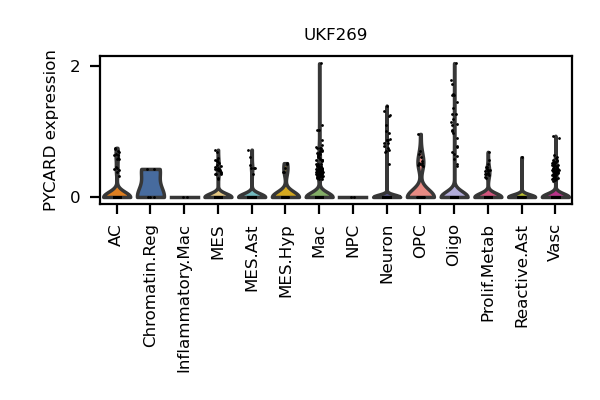 UKF269
PYCARD expression
2
0
AC
Chromatin.Reg
Inflammatory.Mac
MES
MES.Ast
MES.Hyp
Mac
NPC
Neuron
OPC
Oligo
Prolif.Metab
Reactive.Ast
Vasc